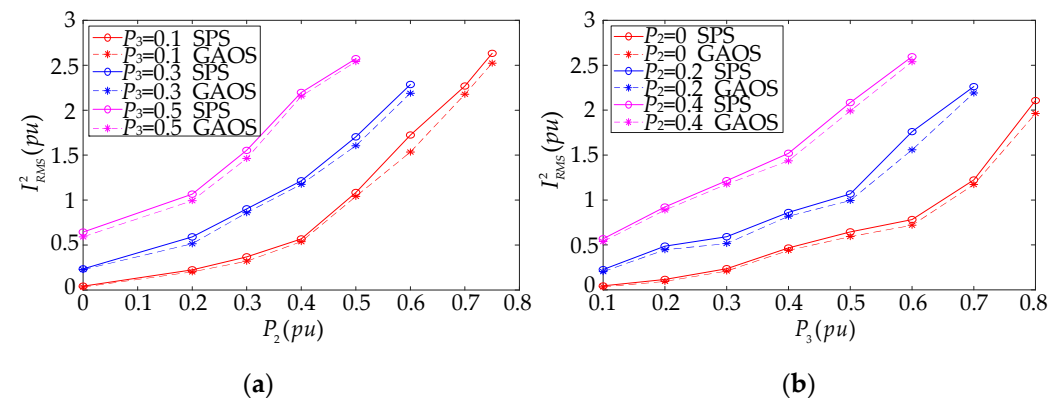 3
2.5
2
1.5
1
0.5
0
I²RMS (pu)
P3=0.1 SPS
P3=0.1 GAOS
P3=0.3 SPS
P3=0.3 GAOS
P3=0.5 SPS
P3=0.5 GAOS
0 0.1 0.2 0.3 0.4 0.5 0.6 0.7 0.8
P2(pu)
(a)
3
2.5
2
1.5
1
0.5
0
I²RMS (pu)
P2=0 SPS
P2=0 GAOS
P2=0.2 SPS
P2=0.2 GAOS
P2=0.4 SPS
P2=0.4 GAOS
0.1 0.2 0.3 0.4 0.5 0.6 0.7 0.8
P3(pu)
(b)